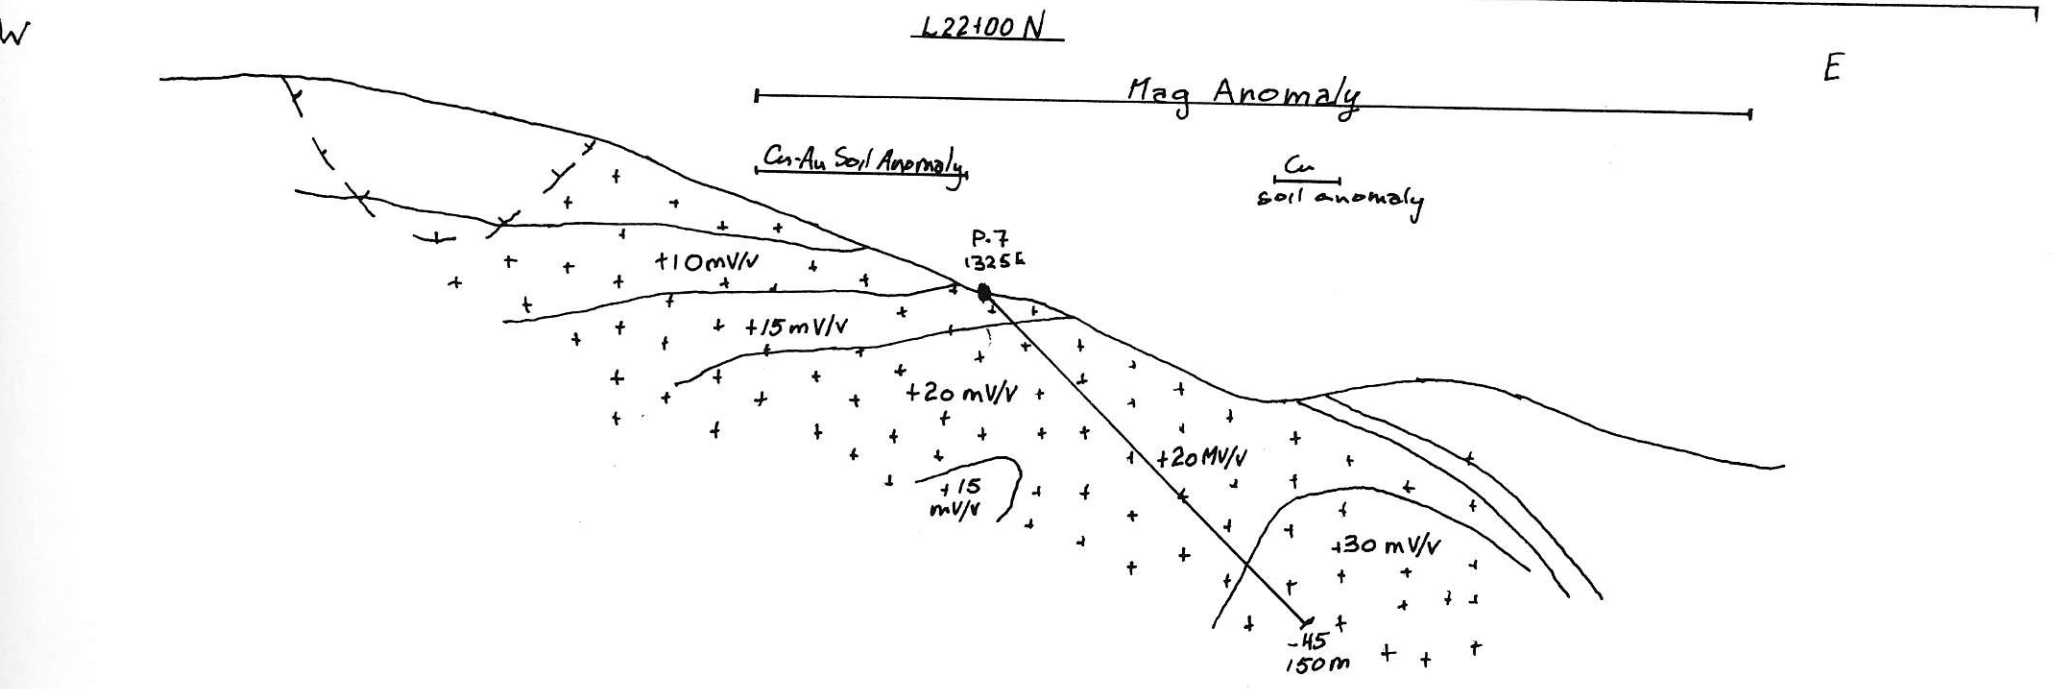 L22+00 N
W
E
Mag Anomaly
Cu-Au Soil Anomaly
Cu
soil anomaly
P.7
1325E
+10mV/V
+15mV/V
+20 mV/V
+20MV/V
+15
mV/V
+30 mV/V
-45
150m